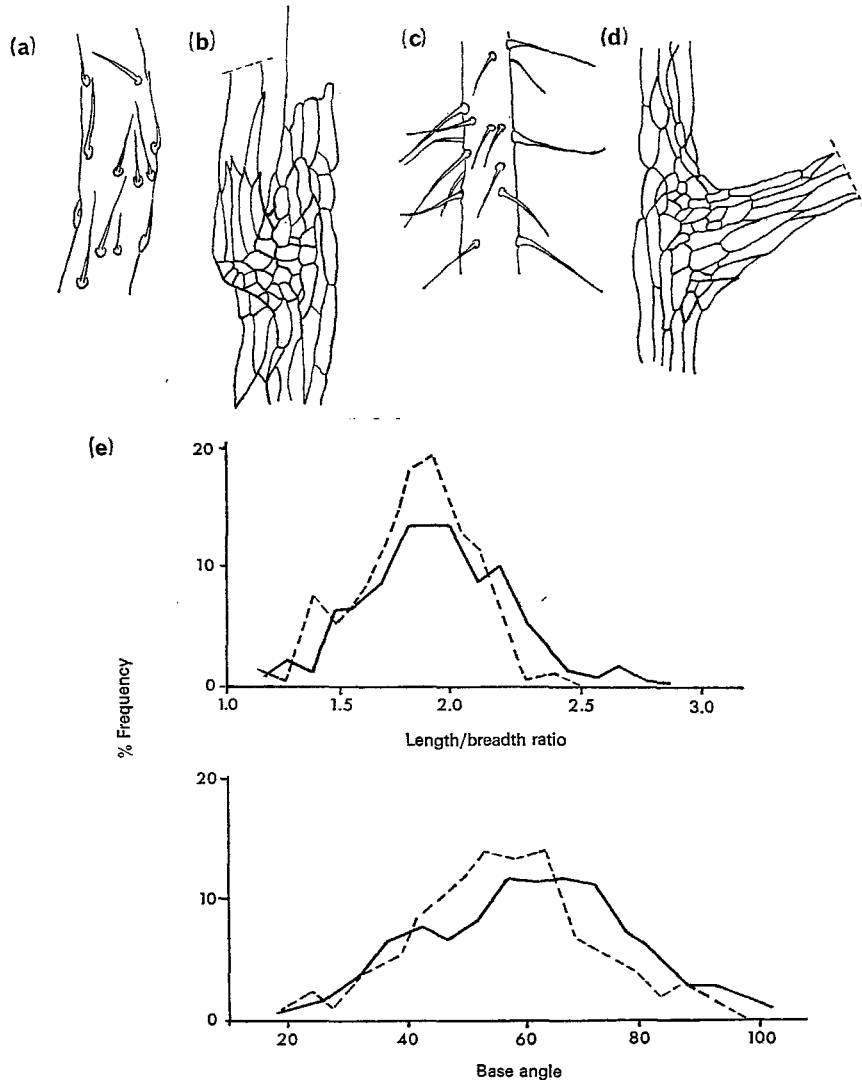 (a)
(b)
(c)
(d)
(e)
% Frequency
20
10
0
1.0 1.5 2.0 2.5 3.0
Length/breadth ratio
20
10
0
20 40 60 80 100
Base angle